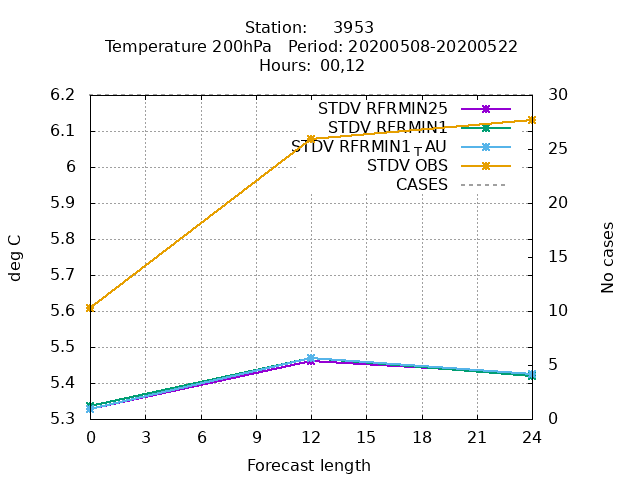 Station: 3953
Temperature 200hPa Period: 20200508-20200522
Hours: 00,12
6.2
6.1
6
5.9
5.8
5.7
5.6
5.5
5.4
5.3
deg C
STDV RFRMIN25
STDV RFRMIN1
STDV RFRMIN1TAU
STDV OBS
CASES
30
25
20
15
10
5
0
No cases
0 3 6 9 12 15 18 21 24
Forecast length